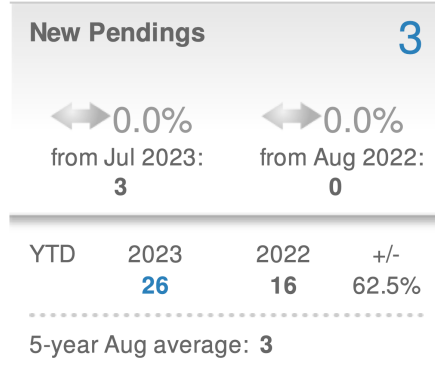 New Pendings 3
0.0% 0.0%
from Jul 2023: from Aug 2022:
3 0
YTD 2023 2022 +/-
26 16 62.5%
5-year Aug average: 3